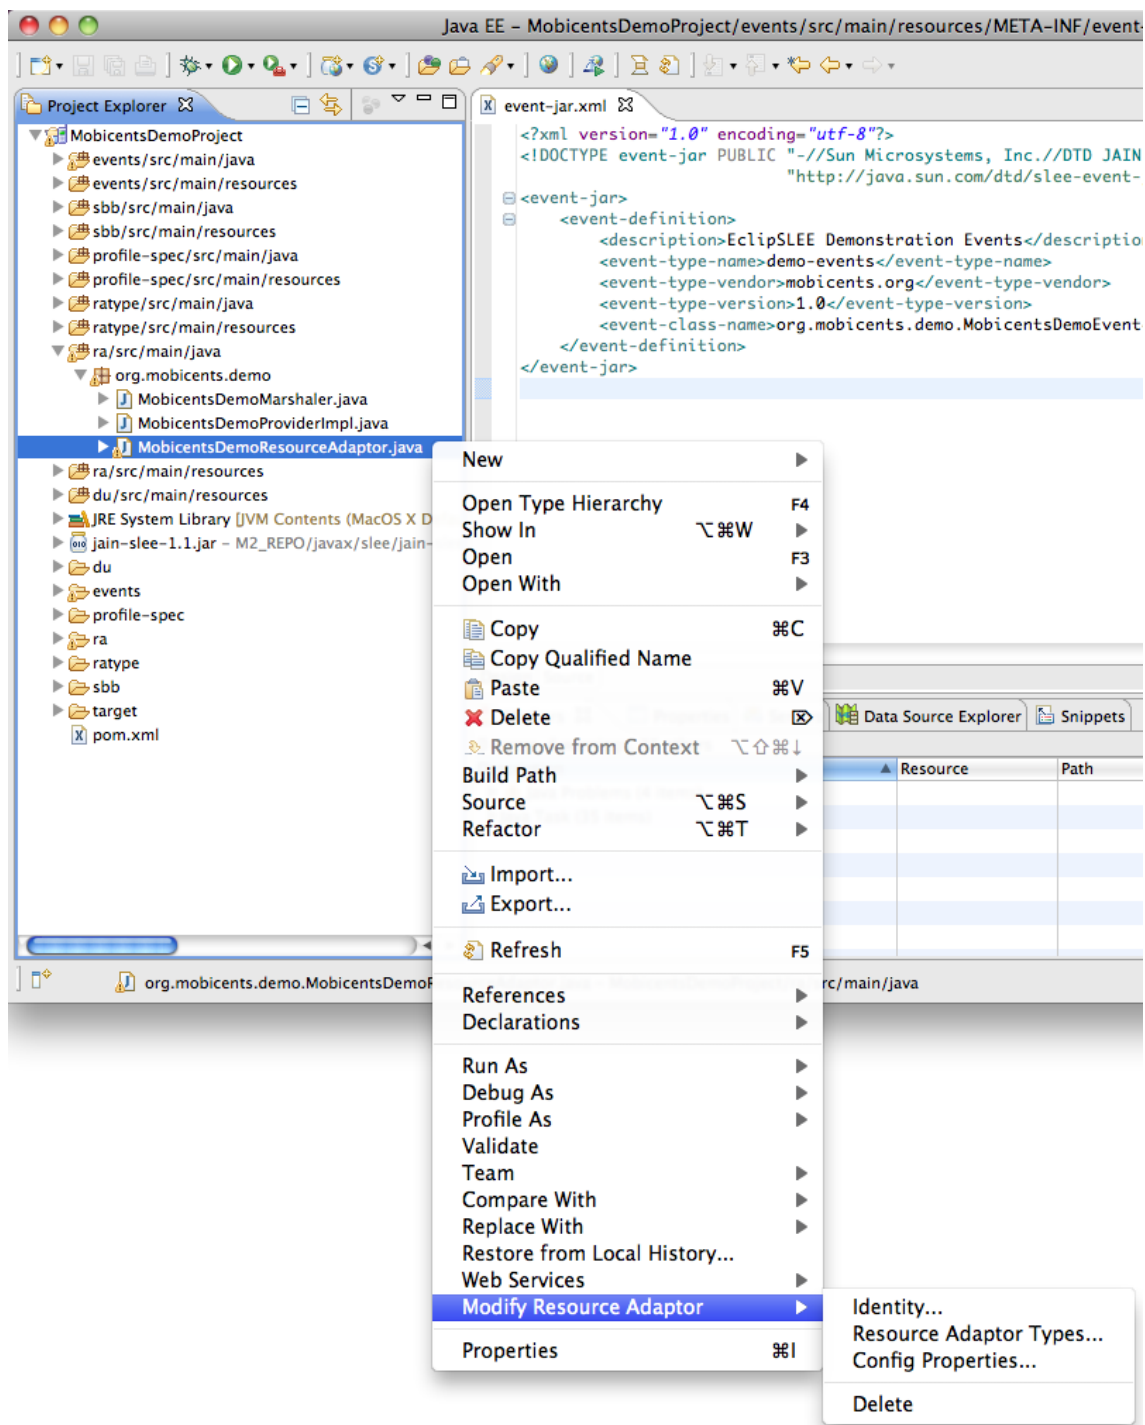 Java EE – MobicentsDemoProject/events/src/main/resources/META-INF/event-
Project Explorer
event-jar.xml
MobicentsDemoProject
events/src/main/java
events/src/main/resources
sbb/src/main/java
sbb/src/main/resources
profile-spec/src/main/java
profile-spec/src/main/resources
ratype/src/main/java
ratype/src/main/resources
ra/src/main/java
org.mobicents.demo
MobicentsDemoMarshaler.java
MobicentsDemoProviderImpl.java
MobicentsDemoResourceAdaptor.java
ra/src/main/resources
du/src/main/resources
JRE System Library [JVM Contents (MacOS X D
jain-slee-1.1.jar – M2_REPO/javax/slee/jain-
du
events
profile-spec
ra
ratype
sbb
target
pom.xml
<?xml version="1.0" encoding="utf-8"?>
<!DOCTYPE event-jar PUBLIC "-//Sun Microsystems, Inc.//DTD JAIN
"http://java.sun.com/dtd/slee-event-
<event-jar>
<event-definition>
<description>EclipSLEE Demonstration Events</descriptio
<event-type-name>demo-events</event-type-name>
<event-type-vendor>mobicents.org</event-type-vendor>
<event-type-version>1.0</event-type-version>
<event-class-name>org.mobicents.demo.MobicentsDemoEvent
</event-definition>
</event-jar>
New
Open Type Hierarchy F4
Show In ⌥⌘W
Open F3
Open With
Copy ⌘C
Copy Qualified Name
Paste ⌘V
Delete ⌦
Remove from Context ⌥⇧⌘↓
Build Path
Source ⌥⌘S
Refactor ⌥⌘T
Import...
Export...
Refresh F5
References
Declarations
Run As
Debug As
Profile As
Validate
Team
Compare With
Replace With
Restore from Local History...
Web Services
Modify Resource Adaptor
Properties ⌘I
Identity...
Resource Adaptor Types...
Config Properties...
Delete
Data Source Explorer Snippets
Resource Path
org.mobicents.demo.MobicentsDemoR
rc/main/java